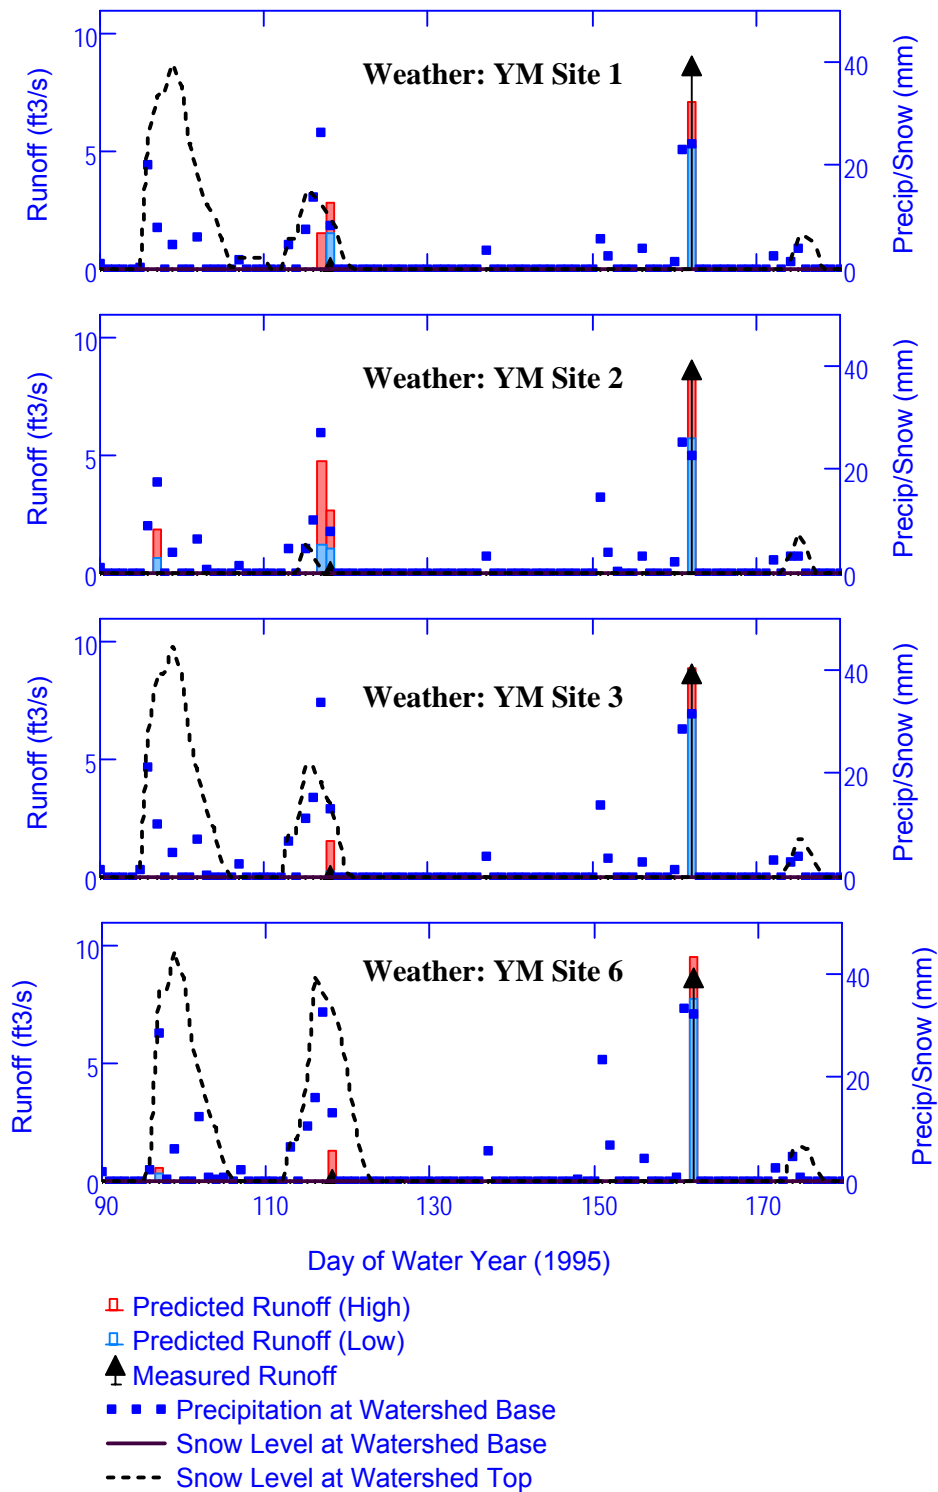 10
5
0
Runoff (ft3/s)
Weather: YM Site 1
40
20
0
Precip/Snow (mm)
10
5
0
Runoff (ft3/s)
Weather: YM Site 2
40
20
0
Precip/Snow (mm)
10
5
0
Runoff (ft3/s)
Weather: YM Site 3
40
20
0
Precip/Snow (mm)
10
5
0
Runoff (ft3/s)
Weather: YM Site 6
40
20
0
Precip/Snow (mm)
90 110 130 150 170
Day of Water Year (1995)
Predicted Runoff (High)
Predicted Runoff (Low)
Measured Runoff
Precipitation at Watershed Base
Snow Level at Watershed Base
Snow Level at Watershed Top